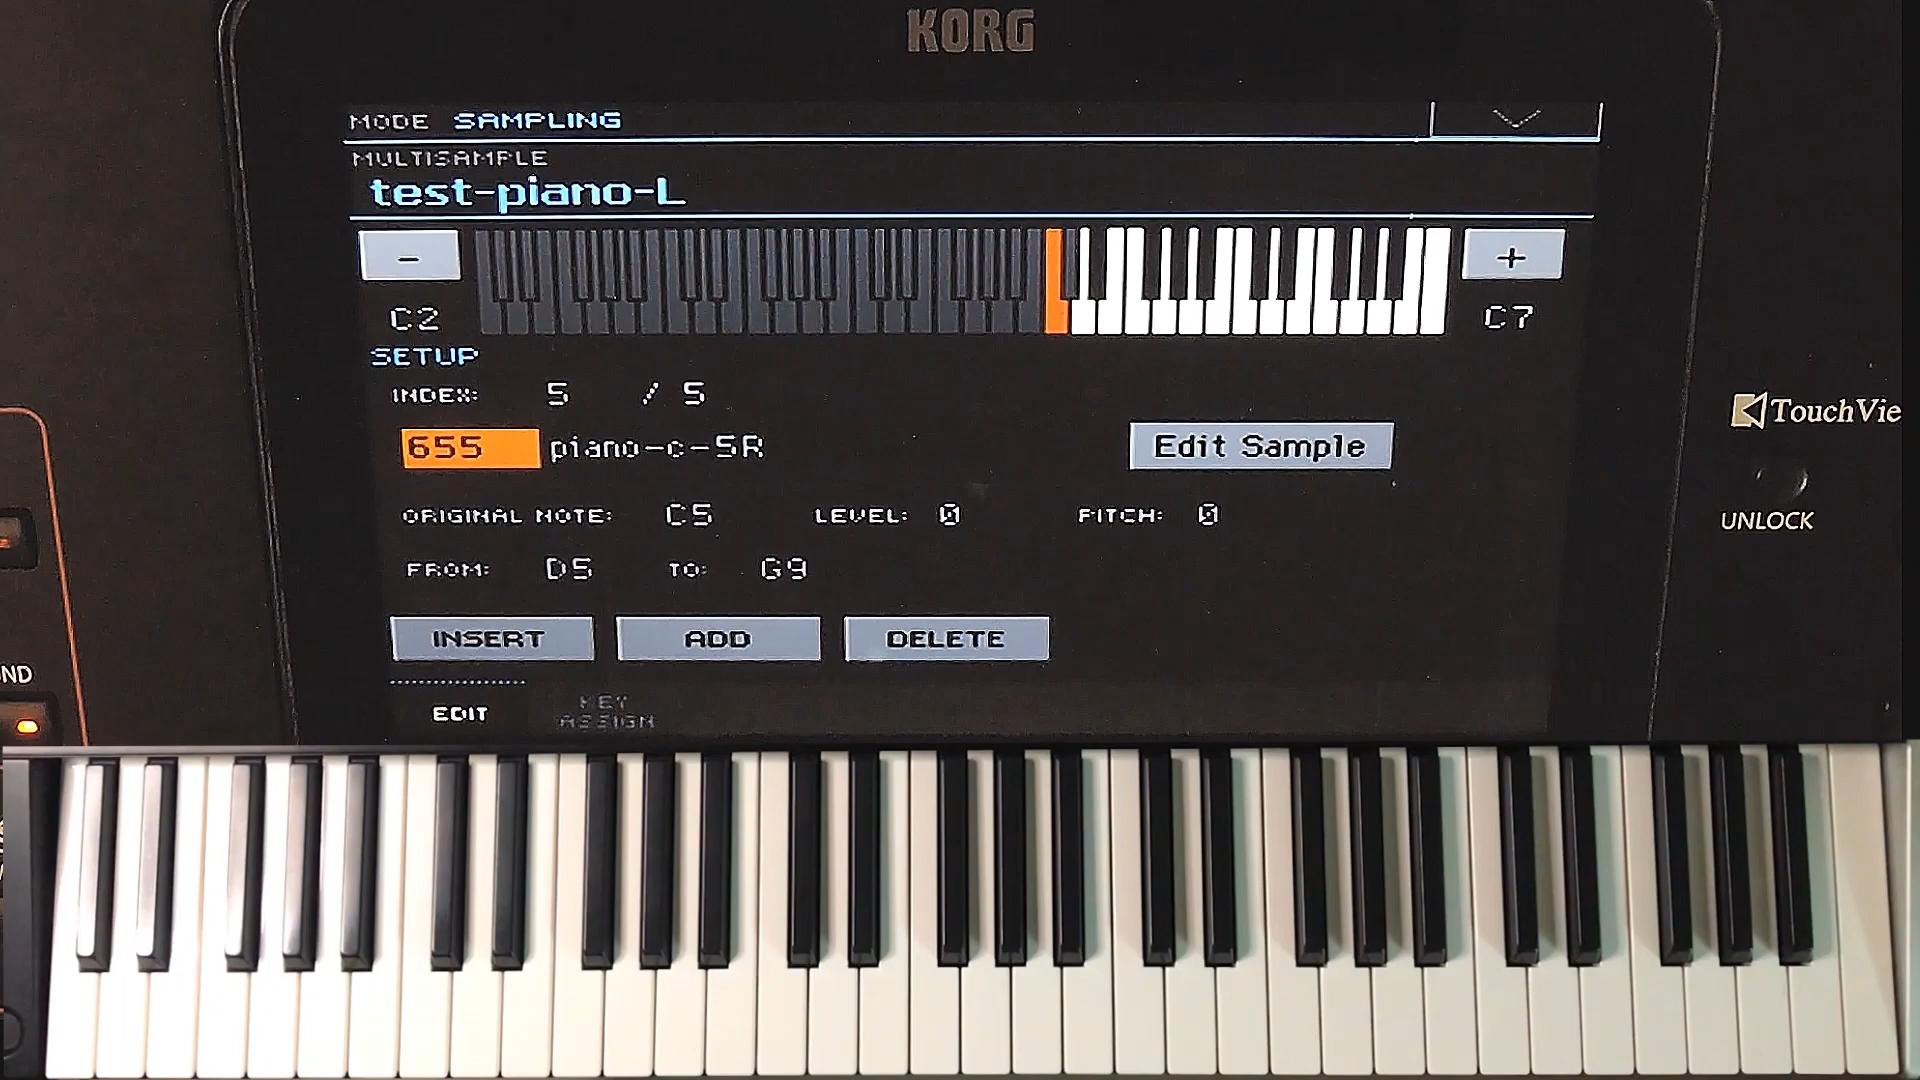 KORG
MODE SAMPLING
MULTISAMPLE
test-piano-L
- +
C2 C7
SETUP
INDEX: 5 / 5
655 piano-c-5R Edit Sample
ORIGINAL NOTE: C5 LEVEL: 0 PITCH: 0
FROM: D5 TO: G9
INSERT ADD DELETE
EDIT KEY
ASSIGN
TouchVie
UNLOCK
ND